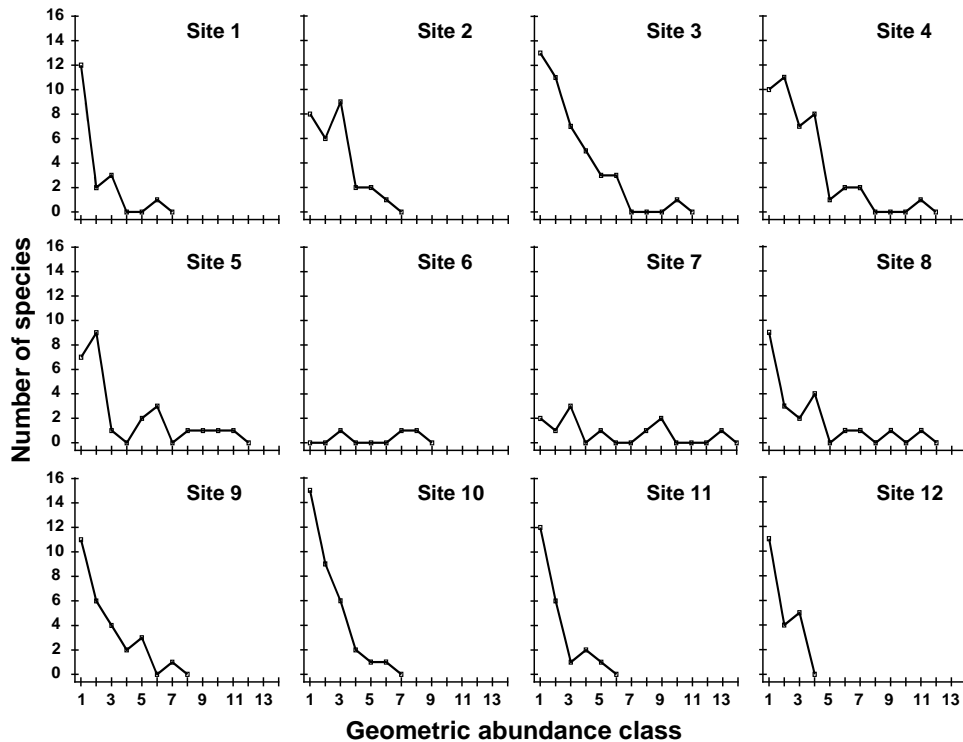 16
14
12
10
8
6
4
2
0
Site 1
Site 2
Site 3
Site 4
16
14
12
10
8
6
4
2
0
Site 5
Site 6
Site 7
Site 8
16
14
12
10
8
6
4
2
0
Site 9
Site 10
Site 11
Site 12
1 3 5 7 9 11 13
1 3 5 7 9 11 13
1 3 5 7 9 11 13
1 3 5 7 9 11 13
Number of species
Geometric abundance class